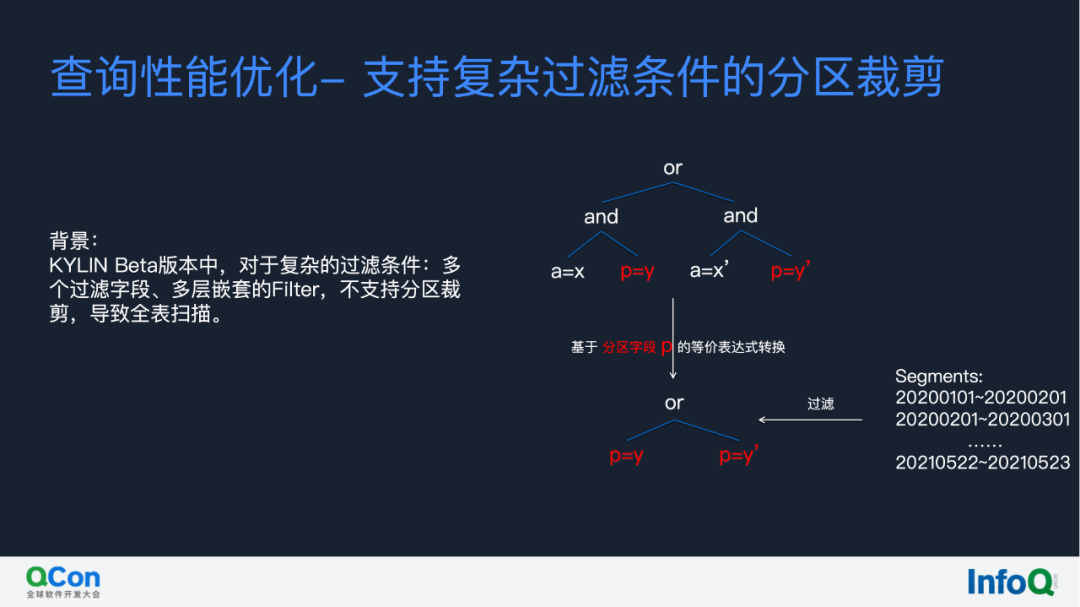 查询性能优化– 支持复杂过滤条件的分区裁剪
背景：
KYLIN Beta版本中，对于复杂的过滤条件：多
个过滤字段、多层嵌套的Filter，不支持分区裁
剪，导致全表扫描。
or
and
and
a=x
p=y
a=x’
p=y’
基于 分区字段 p 的等价表达式转换
or
p=y
p=y’
过滤
Segments:
20200101~20200201
20200201~20200301
……
20210522~20210523
QCon
全球软件开发大会
InfoQ